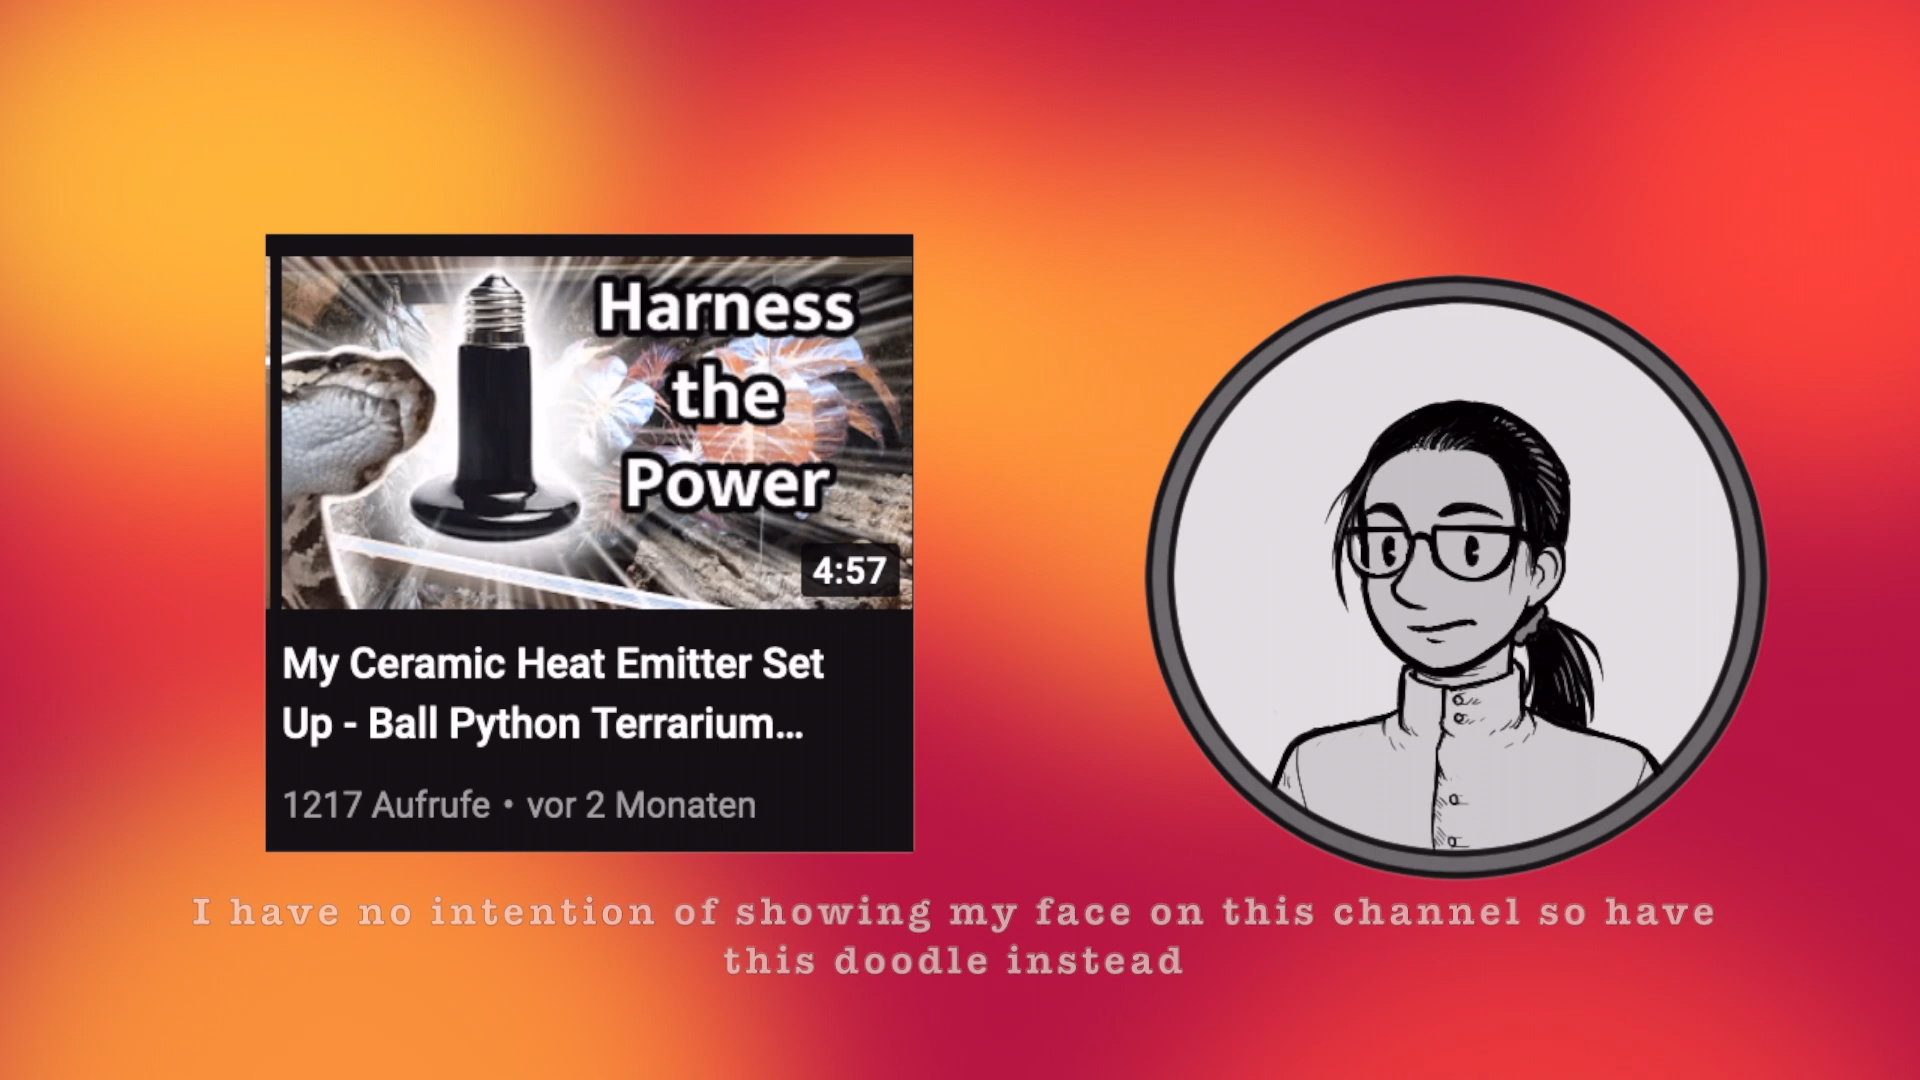 Harness
the
Power
4:57
My Ceramic Heat Emitter Set
Up - Ball Python Terrarium...
1217 Aufrufe • vor 2 Monaten
I have no intention of showing my face on this channel so have
this doodle instead